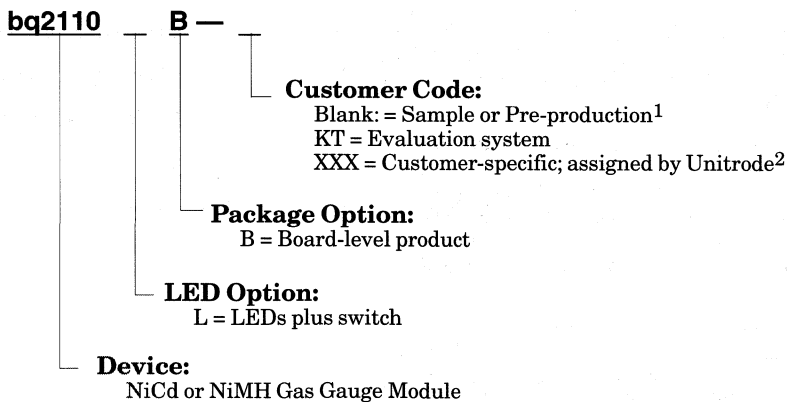 bq2110 _ B — _
Customer Code:
Blank: = Sample or Pre-production1
KT = Evaluation system
XXX = Customer-specific; assigned by Unitrode2
Package Option:
B = Board-level product
LED Option:
L = LEDs plus switch
Device:
NiCd or NiMH Gas Gauge Module